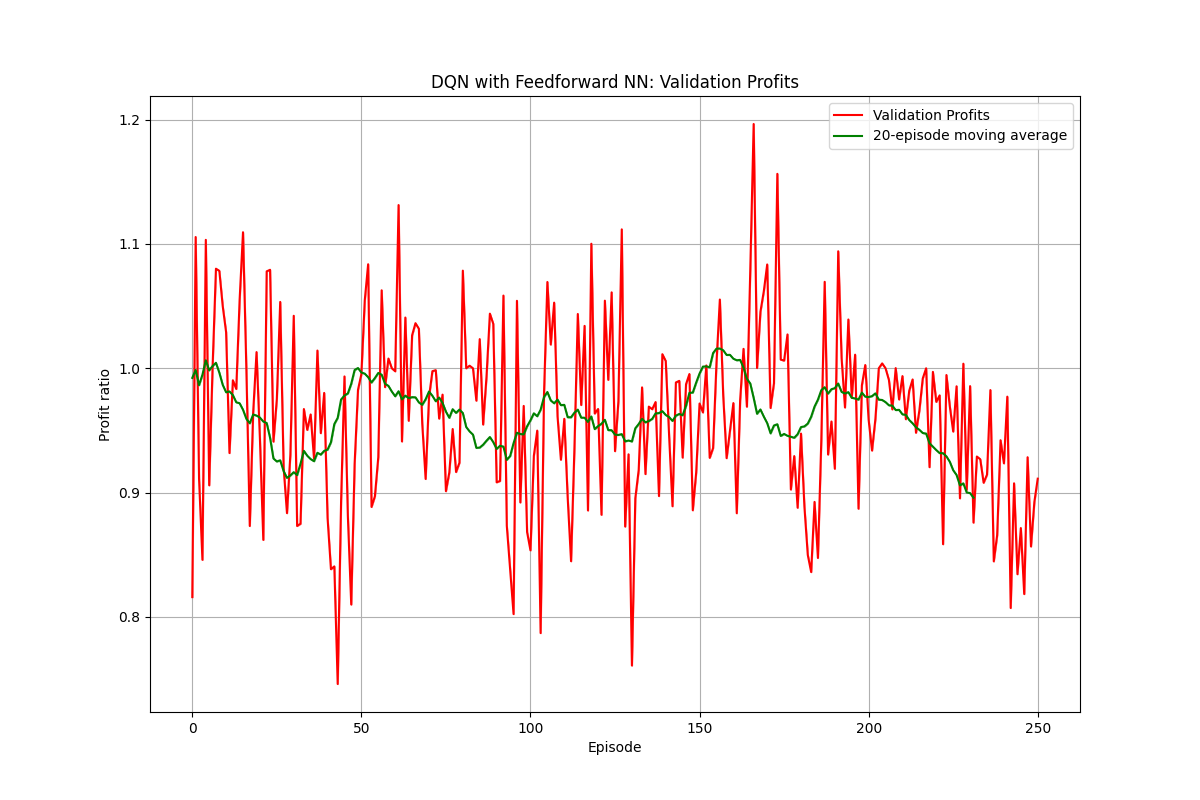 DQN with Feedforward NN: Validation Profits
Validation Profits
20-episode moving average
Profit ratio
1.2
1.1
1.0
0.9
0.8
0
50
100
150
200
250
Episode